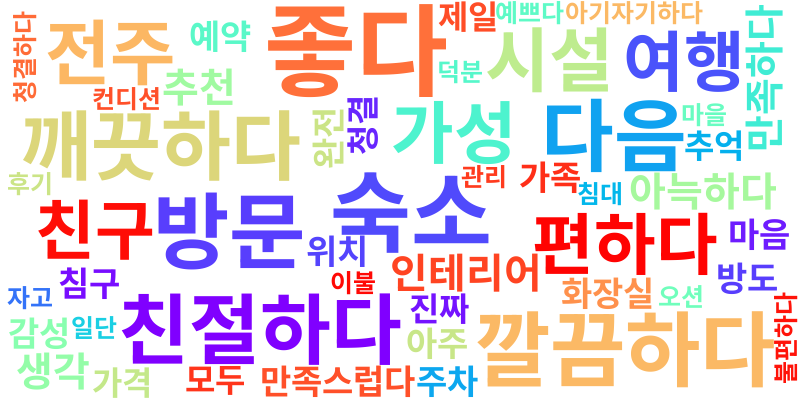 청결하다
전주
예약
좋다
제일
예쁘다
아기자기하다
시설
여행
만족하다
컨디션
추천
덕분
깨끗하다
완전
청결
가성
다음
마을
추억
후기
관리
가족
침대
아늑하다
친구
방문
숙소
위치
편하다
마음
침구
이불
인테리어
방도
자고
친절하다
진짜
화장실
오션
불편하다
감성
일단
아주
깔끔하다
생각
가격
모두
만족스럽다
주차